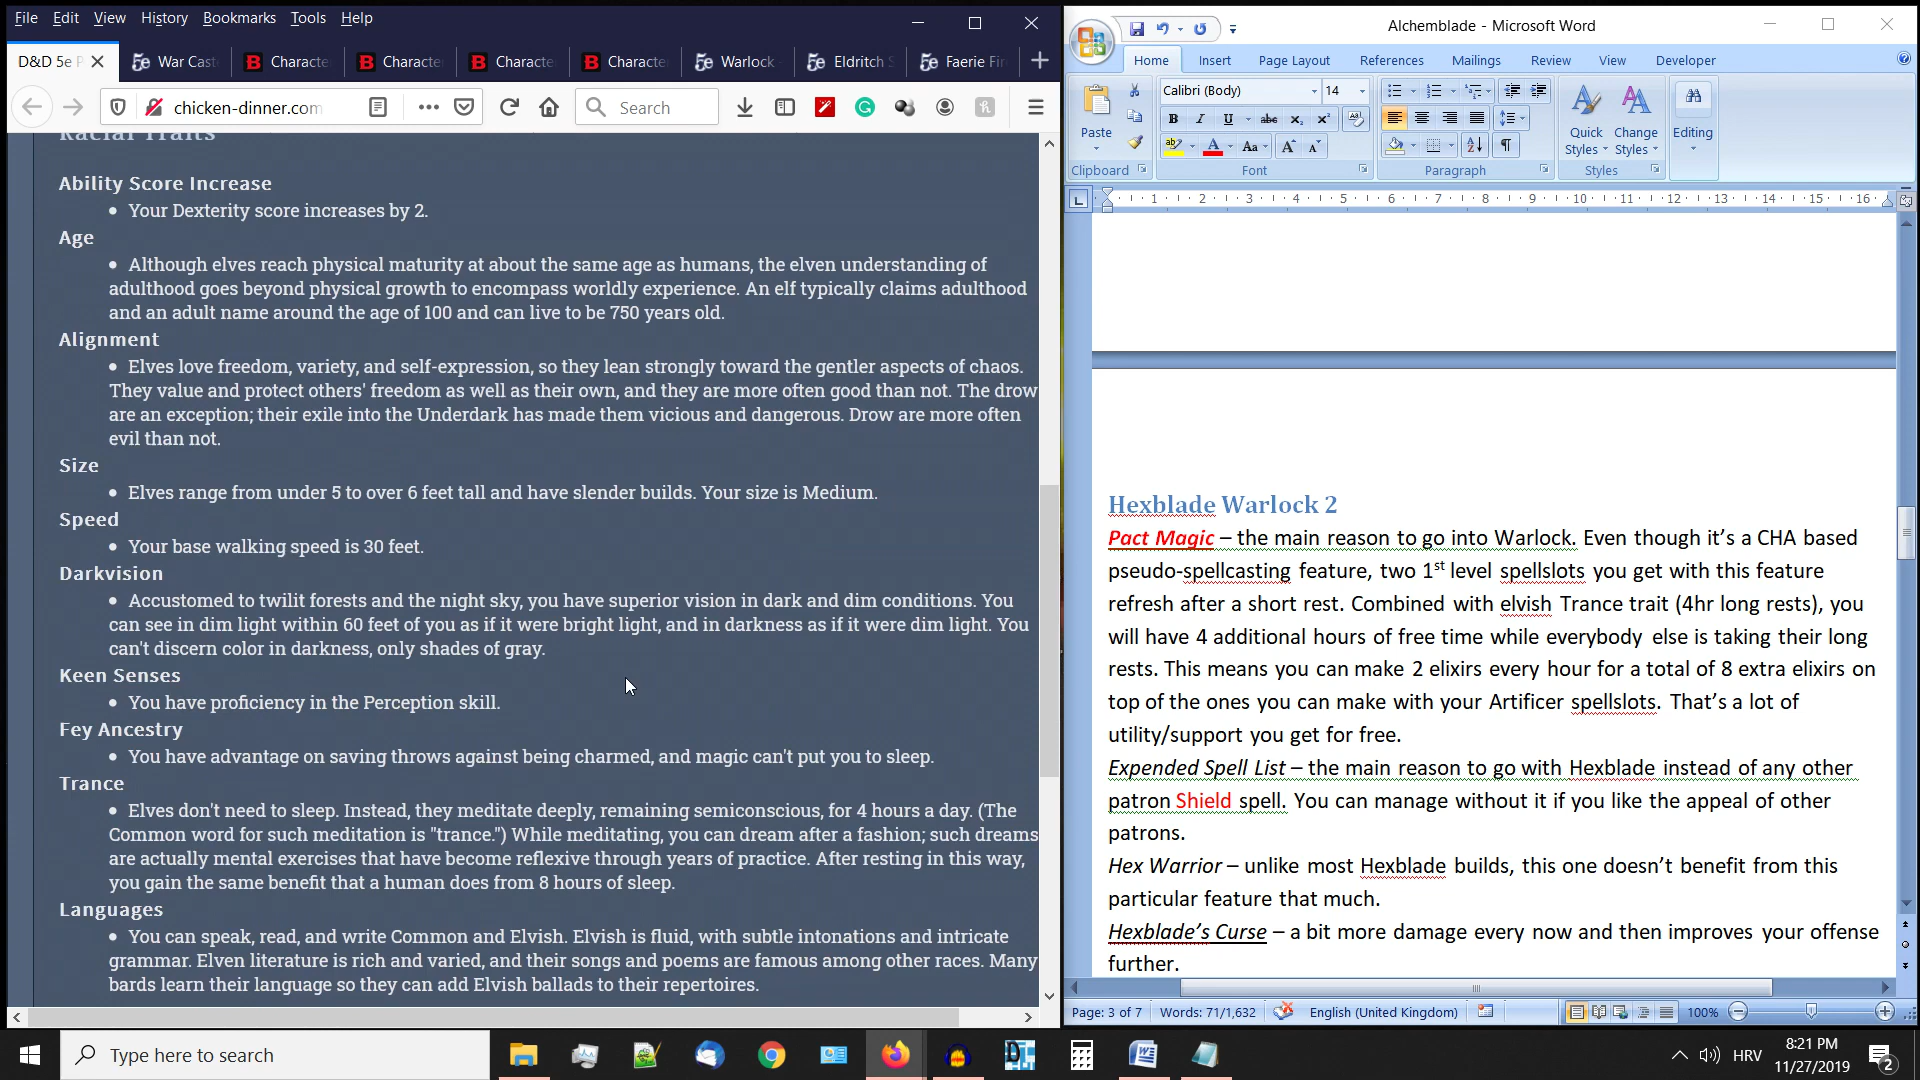 File Edit View History Bookmarks Tools Help
D&D 5e P
War Cast
Characte
Characte
Characte
Characte
Warlock
Eldritch S
Faerie Fir
chicken-dinner.com
Search
Racial Traits
Ability Score Increase
• Your Dexterity score increases by 2.
Age
• Although elves reach physical maturity at about the same age as humans, the elven understanding of
adulthood goes beyond physical growth to encompass worldly experience. An elf typically claims adulthood
and an adult name around the age of 100 and can live to be 750 years old.
Alignment
• Elves love freedom, variety, and self-expression, so they lean strongly toward the gentler aspects of chaos.
They value and protect others' freedom as well as their own, and they are more often good than not. The drow
are an exception; their exile into the Underdark has made them vicious and dangerous. Drow are more often
evil than not.
Size
• Elves range from under 5 to over 6 feet tall and have slender builds. Your size is Medium.
Speed
• Your base walking speed is 30 feet.
Darkvision
• Accustomed to twilit forests and the night sky, you have superior vision in dark and dim conditions. You
can see in dim light within 60 feet of you as if it were bright light, and in darkness as if it were dim light. You
can't discern color in darkness, only shades of gray.
Keen Senses
• You have proficiency in the Perception skill.
Fey Ancestry
• You have advantage on saving throws against being charmed, and magic can't put you to sleep.
Trance
• Elves don't need to sleep. Instead, they meditate deeply, remaining semiconscious, for 4 hours a day. (The
Common word for such meditation is "trance.") While meditating, you can dream after a fashion; such dreams
are actually mental exercises that have become reflexive through years of practice. After resting in this way,
you gain the same benefit that a human does from 8 hours of sleep.
Languages
• You can speak, read, and write Common and Elvish. Elvish is fluid, with subtle intonations and intricate
grammar. Elven literature is rich and varied, and their songs and poems are famous among other races. Many
bards learn their language so they can add Elvish ballads to their repertoires.
Alchemblade - Microsoft Word
Home Insert Page Layout References Mailings Review View Developer
Calibri (Body) 14
Paste
Quick Styles
Change Styles
Editing
Clipboard Font Paragraph Styles
1 2 3 4 5 6 7 8 9 10 11 12 13 14 15 16
Hexblade Warlock 2
Pact Magic – the main reason to go into Warlock. Even though it's a CHA based
pseudo-spellcasting feature, two 1st level spellslots you get with this feature
refresh after a short rest. Combined with elvish Trance trait (4hr long rests), you
will have 4 additional hours of free time while everybody else is taking their long
rests. This means you can make 2 elixirs every hour for a total of 8 extra elixirs on
top of the ones you can make with your Artificer spellslots. That's a lot of
utility/support you get for free.
Expended Spell List – the main reason to go with Hexblade instead of any other
patron Shield spell. You can manage without it if you like the appeal of other
patrons.
Hex Warrior – unlike most Hexblade builds, this one doesn't benefit from this
particular feature that much.
Hexblade's Curse – a bit more damage every now and then improves your offense
further.
Page: 3 of 7 Words: 71/1,632 English (United Kingdom) 100%
Type here to search
HRV
8:21 PM
11/27/2019
2